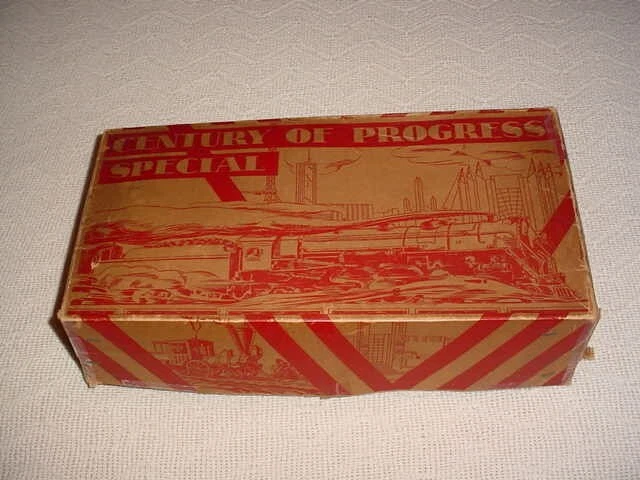 CENTURY OF PROGRESS
SPECIAL